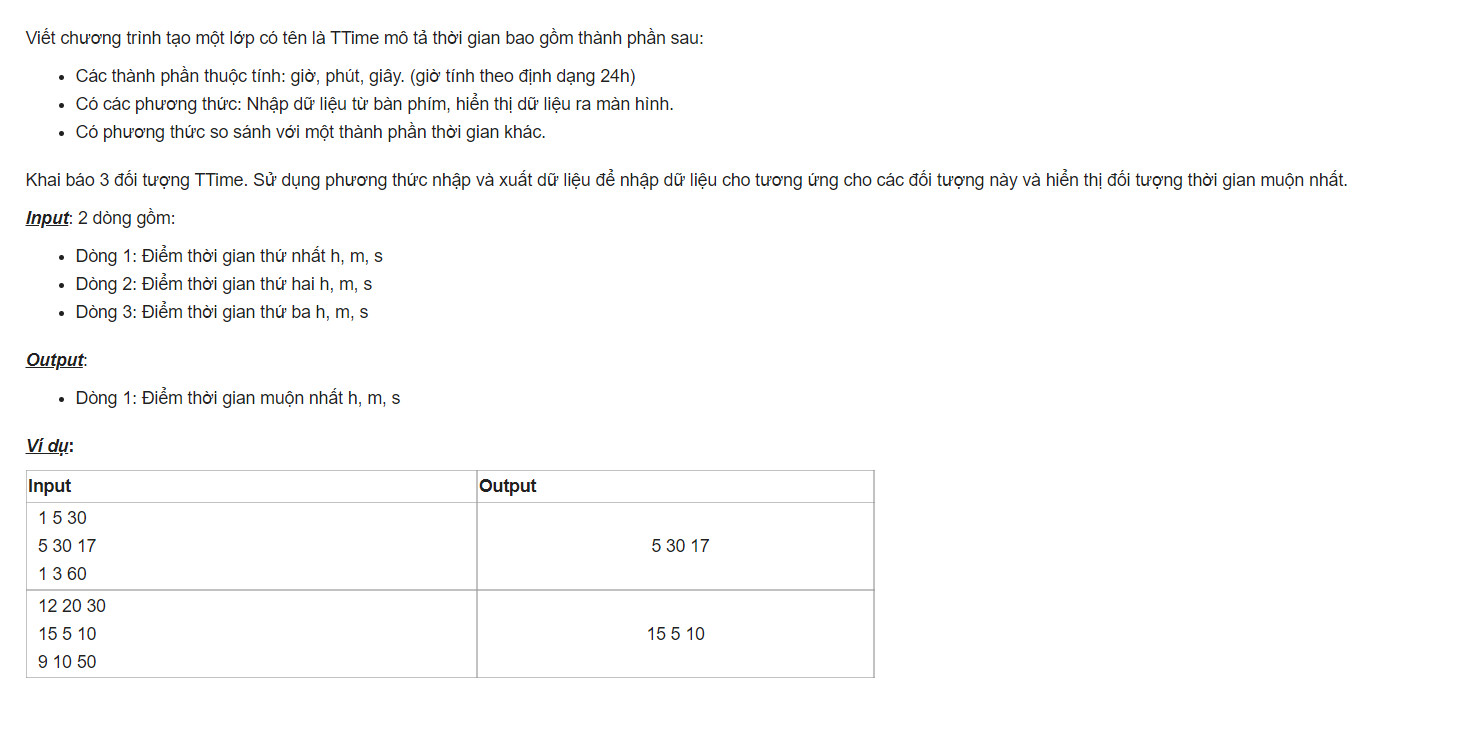 Viết chương trình tạo một lớp có tên là TTime mô tả thời gian bao gồm thành phần sau:
• Các thành phần thuộc tính: giờ, phút, giây. (giờ tính theo định dạng 24h)
• Có các phương thức: Nhập dữ liệu từ bàn phím, hiển thị dữ liệu ra màn hình.
• Có phương thức so sánh với một thành phần thời gian khác.
Khai báo 3 đối tượng TTime. Sử dụng phương thức nhập và xuất dữ liệu để nhập dữ liệu cho tương ứng cho các đối tượng này và hiển thị đối tượng thời gian muộn nhất.
Input: 2 dòng gồm:
• Dòng 1: Điểm thời gian thứ nhất h, m, s
• Dòng 2: Điểm thời gian thứ hai h, m, s
• Dòng 3: Điểm thời gian thứ ba h, m, s
Output:
• Dòng 1: Điểm thời gian muộn nhất h, m, s
Ví dụ:
Input Output
1 5 30
5 30 17 5 30 17
1 3 60
12 20 30
15 5 10 15 5 10
9 10 50